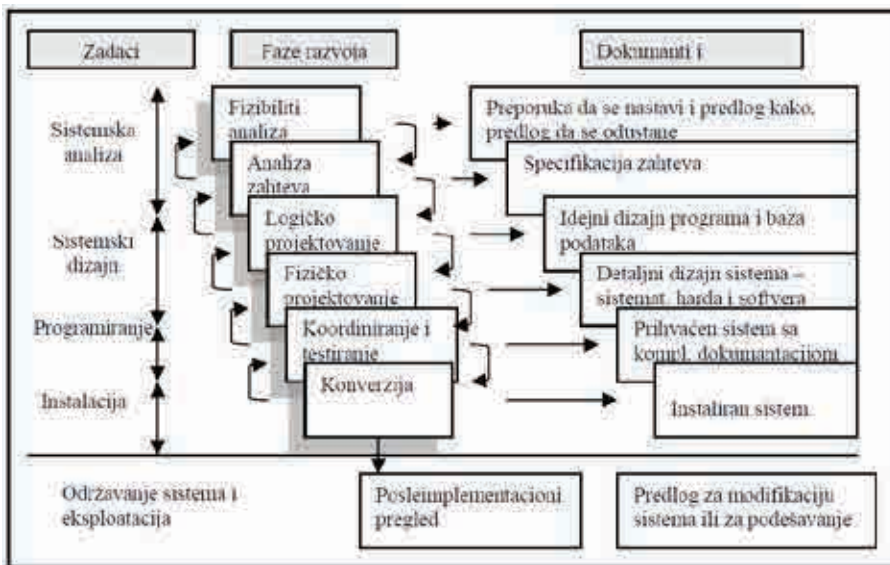 Zadaci
Faze razvoja
Dokumanti i
Sistemska
analiza
Fizibiliti
analiza
Preporuka da se nastavi i predlog kako,
predlog da se odustane
Analiza
zahteva
Specifikacija zahteva
Sistemski
dizajn
Logičko
projektovanje
Idejni dizajn programa i baza
podataka
Fizičko
projektovanje
Detaljni dizajn sistema –
sistemat. harda i softvera
Programiranje
Koordiniranje i
testiranje
Prihvaćen sistem sa
kompl. dokumantacijom
Instalacija
Konverzija
Instaliran sistem
Održavanje sistema i
eksploatacija
Posleimplementacioni
pregled
Predlog za modifikaciju
sistema ili za podešavanje